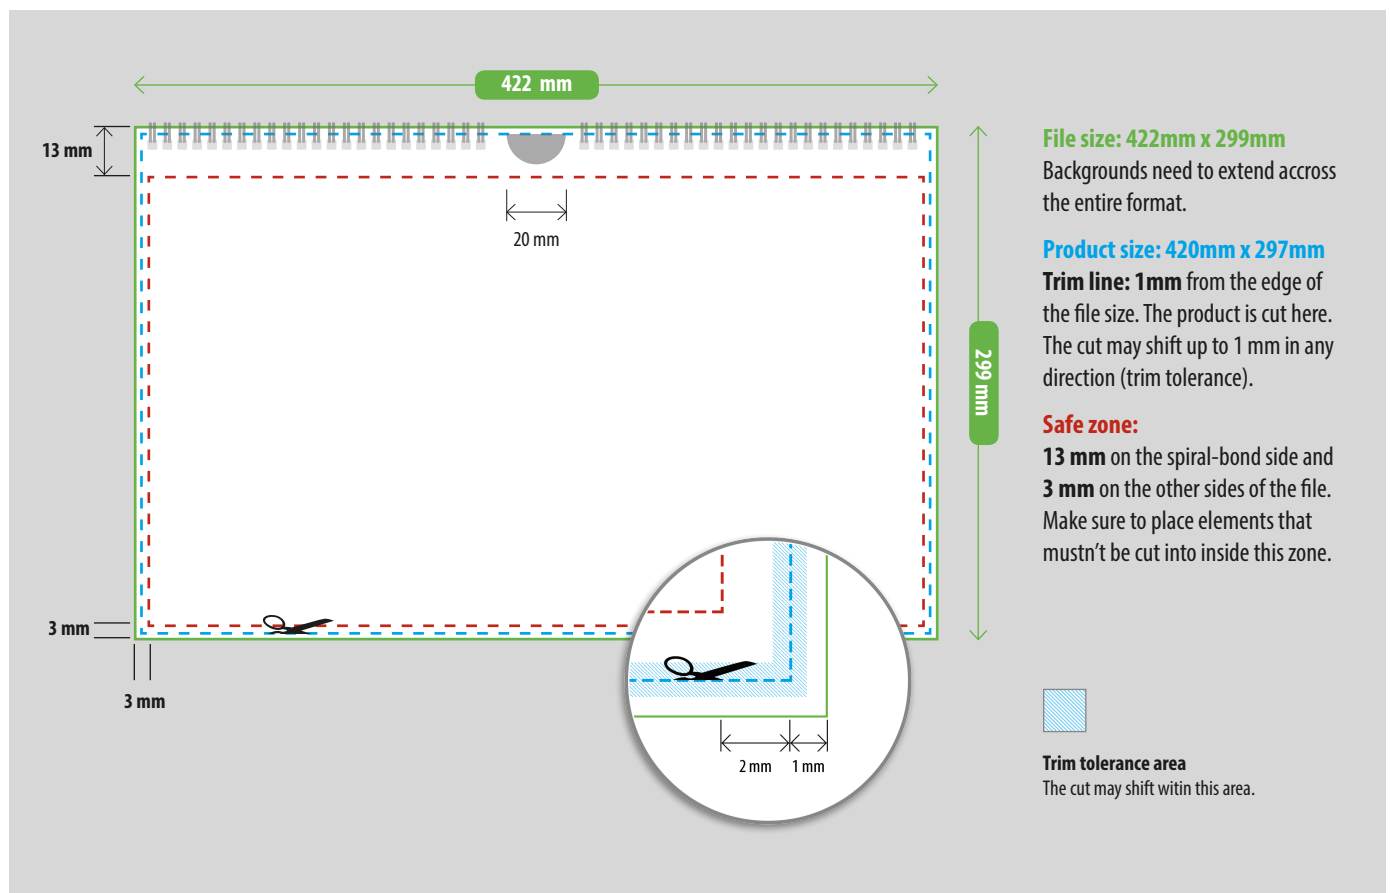 422 mm
13 mm
20 mm
299 mm
3 mm
3 mm
2 mm
1 mm
File size: 422mm x 299mm
Backgrounds need to extend accross
the entire format.
Product size: 420mm x 297mm
Trim line: 1mm from the edge of
the file size. The product is cut here.
The cut may shift up to 1 mm in any
direction (trim tolerance).
Safe zone:
13 mm on the spiral-bond side and
3 mm on the other sides of the file.
Make sure to place elements that
mustn’t be cut into inside this zone.
Trim tolerance area
The cut may shift witin this area.